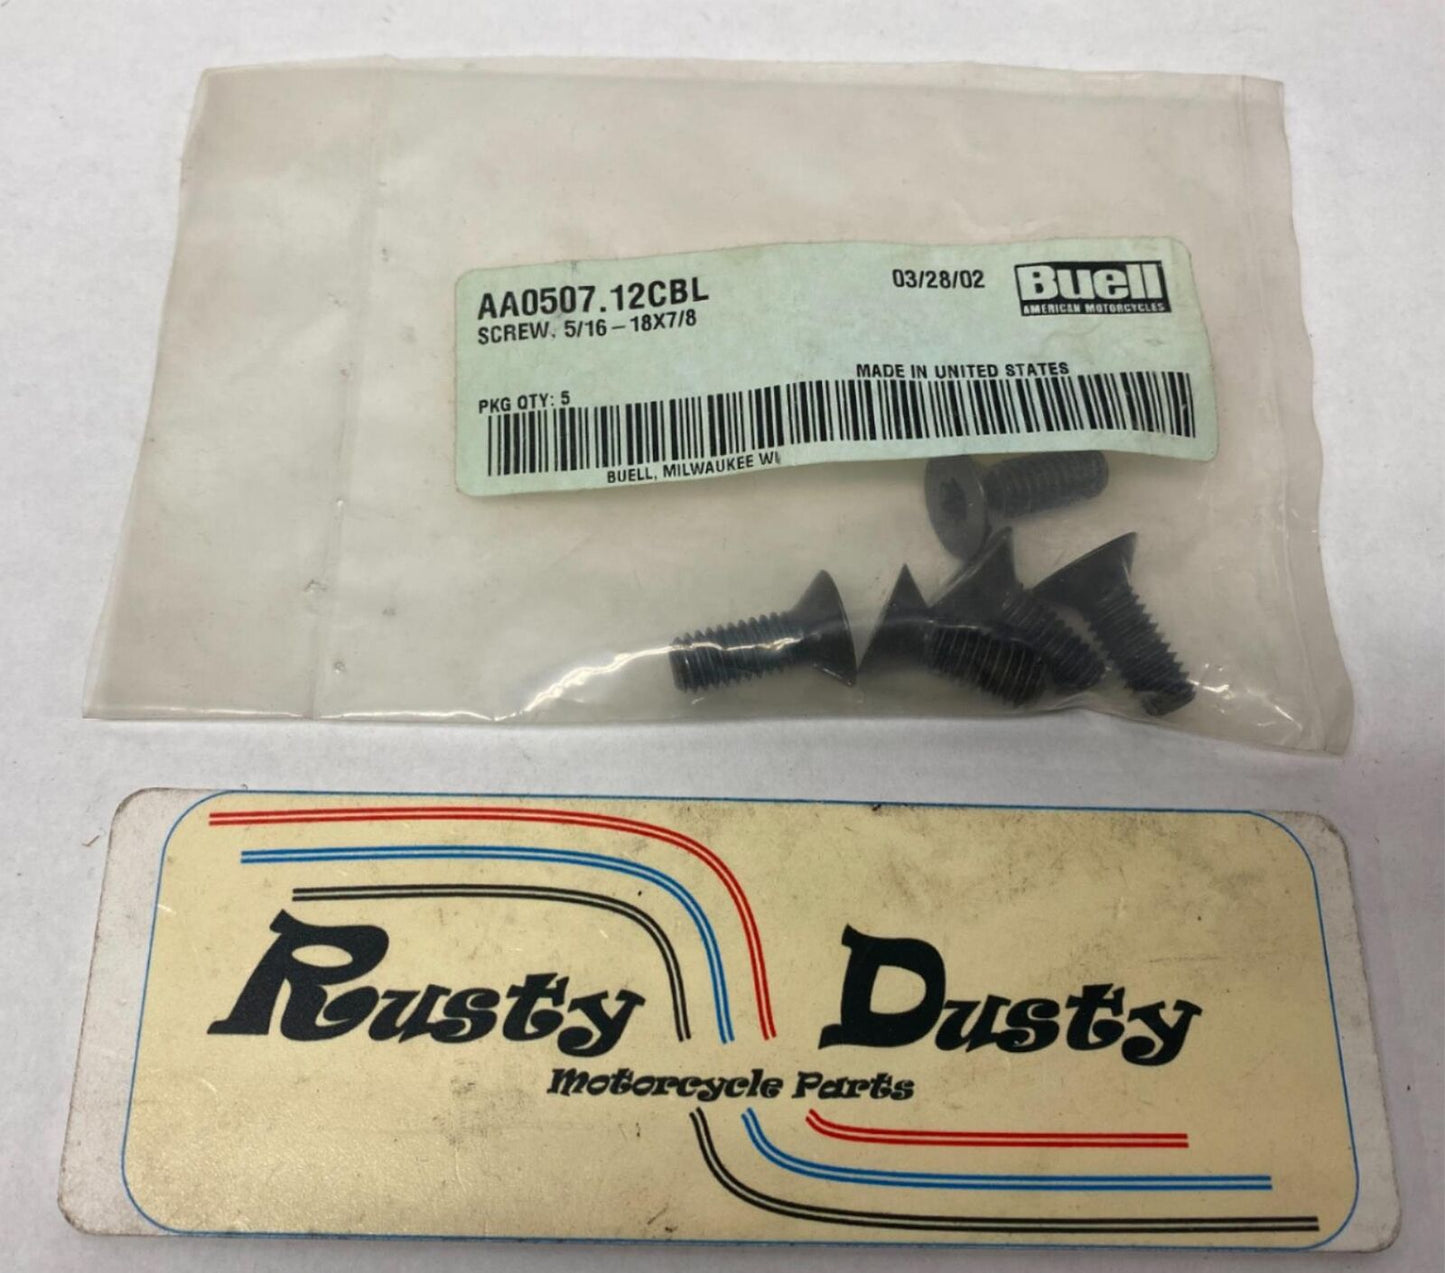 AA0507.12CBL
03/28/02
Buell
AMERICAN MOTORCYCLES
SCREW, 5/16-18X7/8
MADE IN UNITED STATES
PKG QTY: 5
BUELL, MILWAUKEE WI
Rusty Dusty
Motorcycle Parts